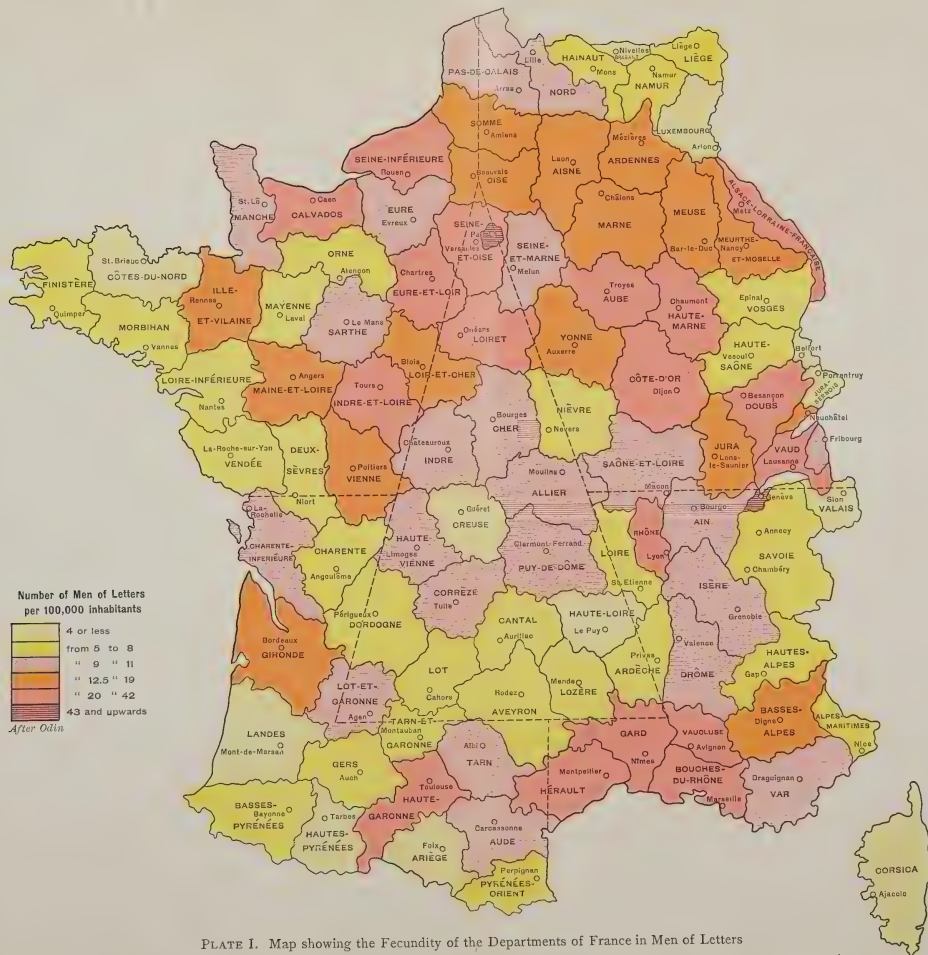 PAS-DE-CALAIS
Arras
Lille
NORD
HAINAUT
Mons
Nivelles
BRABANT
Liège
LIÈGE
Namur
NAMUR
LUXEMBOURG
Arlon
SOMME
Amiens
SEINE-INFÉRIEURE
Rouen
Beauvais
OISE
Laon
AISNE
Mézières
ARDENNES
St. Lô
MANCHE
Caen
CALVADOS
EURE
Evreux
SEINE-
Versailles
ET-OISE
SEINE-
ET-MARNE
Melun
Châlons
MARNE
MEUSE
Bar-le-Duc
MEURTHE-
Nancy
ET-MOSELLE
ALSACE-LORRAINE-FRANÇAISE
Metz
St. Brieuc
CÔTES-DU-NORD
FINISTÈRE
Quimper
MORBIHAN
Vannes
ILLE-
Rennes
ET-VILAINE
ORNE
Alençon
MAYENNE
Laval
Le Mans
SARTHE
Chartres
EURE-ET-LOIR
Orléans
LOIRET
Troyes
AUBE
Chaumont
HAUTE-
MARNE
Epinal
VOSGES
YONNE
Auxerre
HAUTE-
Vesoul
SAÔNE
Belfort
Porrentruy
JURA-
BERNOIS
LOIRE-INFÉRIEURE
Nantes
Angers
MAINE-ET-LOIRE
Tours
INDRE-ET-LOIRE
Blois
LOIR-ET-CHER
CÔTE-D'OR
Dijon
Besançon
DOUBS
Neuchâtel
Fribourg
VAUD
Lausanne
La-Roche-sur-Yon
VENDÉE
DEUX-
SÈVRES
Niort
Poitiers
VIENNE
Châteauroux
INDRE
Bourges
CHER
NIÈVRE
Nevers
Moulins
ALLIER
SAÔNE-ET-LOIRE
Macon
JURA
Lons-
le-Saunier
Genève
Sion
VALAIS
La-
Rochelle
CHARENTE-
INFÉRIEURE
CHARENTE
Angoulême
HAUTE-
Limoges
VIENNE
Guéret
CREUSE
Clermont-Ferrand
PUY-DE-DÔME
LOIRE
St. Etienne
RHÔNE
Lyon
Bourg
AIN
Annecy
SAVOIE
Chambéry
ISÈRE
Grenoble
Périgueux
DORDOGNE
CORRÈZE
Tulle
CANTAL
Aurillac
HAUTE-LOIRE
Le Puy
Valence
DRÔME
Privas
ARDÈCHE
HAUTES-
ALPES
Gap
Bordeaux
GIRONDE
LOT-ET-
GARONNE
Agen
LOT
Cahors
Rodez
AVEYRON
Mende
LOZÈRE
BASSES-
Digne
ALPES
ALPES-
MARITIMES
Nice
LANDES
Mont-de-Marsan
TARN-ET-
Montauban
GARONNE
Albi
TARN
GARD
Nîmes
VAUCLUSE
Avignon
BOUCHES-
DU-RHÔNE
Marseille
Draguignan
VAR
GERS
Auch
Toulouse
HAUTE-
GARONNE
Montpellier
HÉRAULT
BASSES-
Bayonne
PYRÉNÉES
Tarbes
HAUTES-
PYRÉNÉES
Foix
ARIÈGE
Carcassonne
AUDE
Perpignan
PYRÉNÉES-
ORIENT
CORSICA
Ajacoio
Number of Men of Letters
per 100,000 inhabitants
4 or less
from 5 to 8
" 9 " 11
" 12.5 " 19
" 20 " 42
43 and upwards
After Odin
PLATE I. Map showing the Fecundity of the Departments of France in Men of Letters